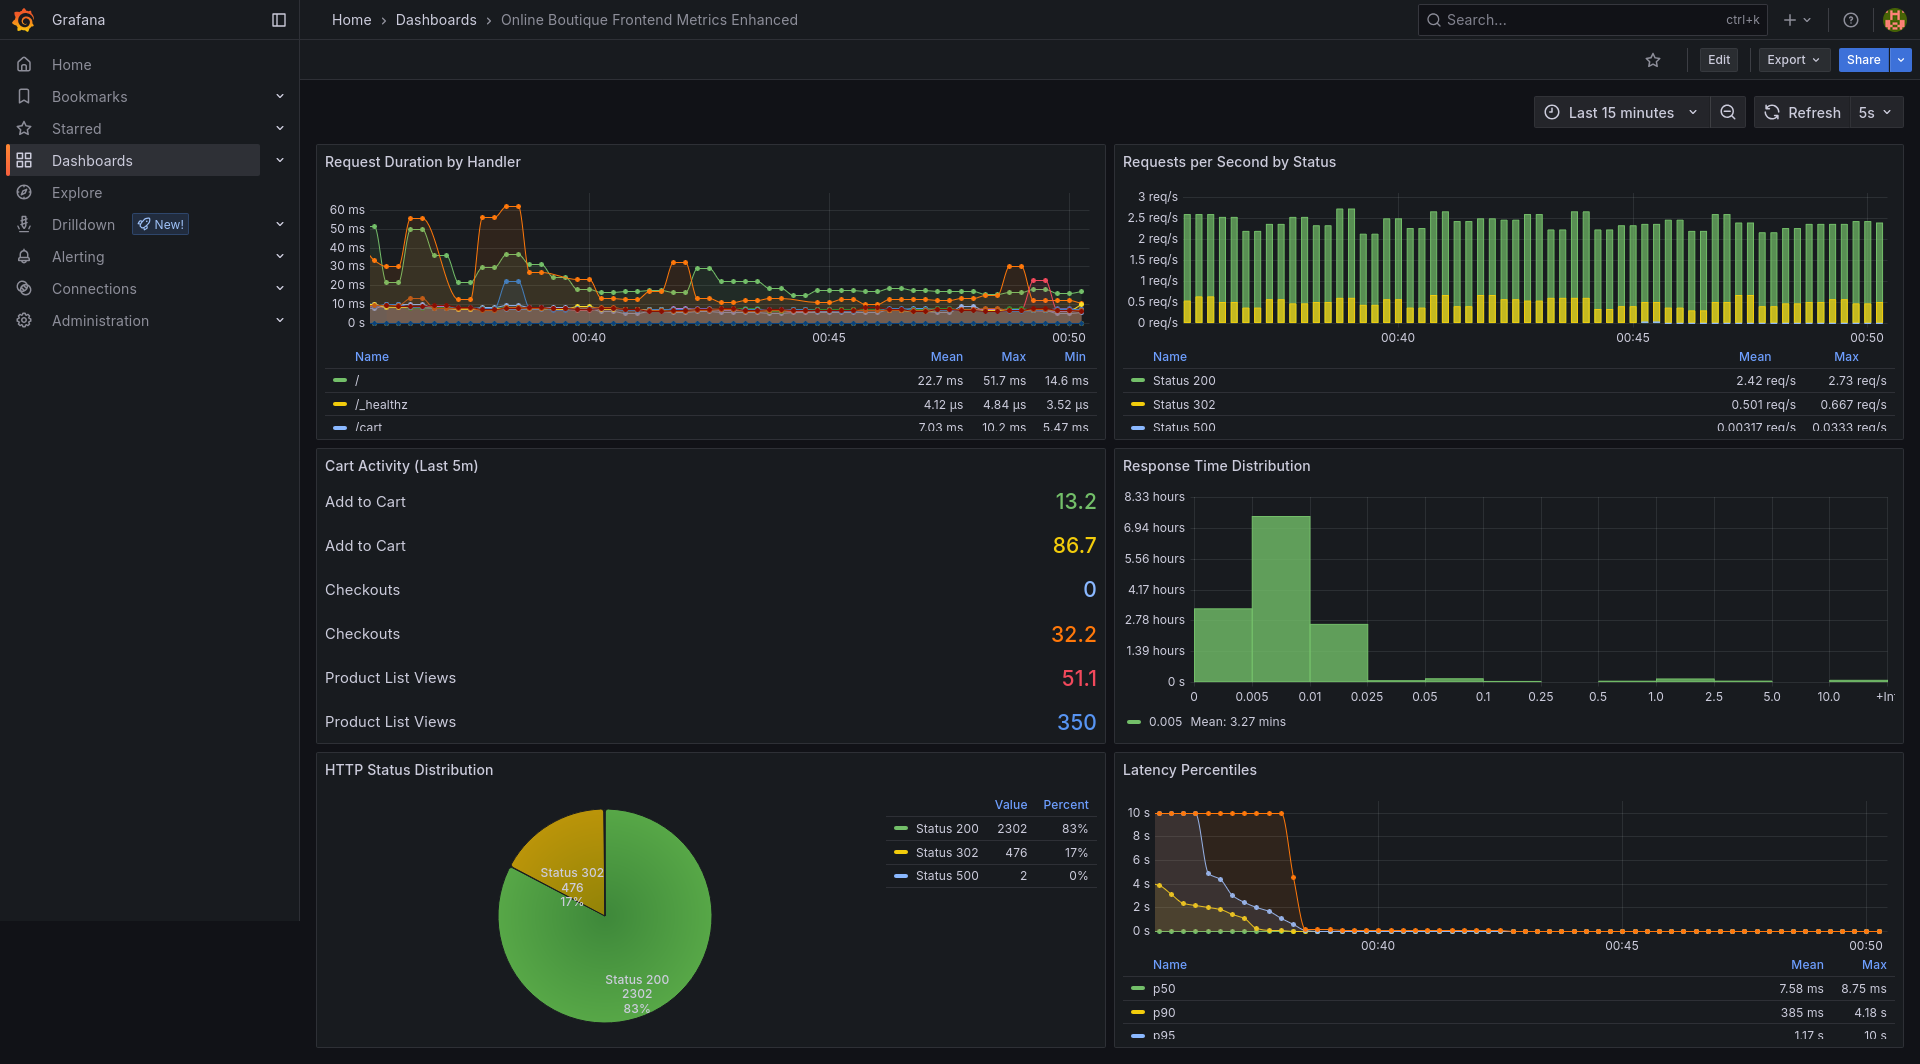 Grafana
Home
Bookmarks
Starred
Dashboards
Explore
Drilldown New!
Alerting
Connections
Administration
Home › Dashboards › Online Boutique Frontend Metrics Enhanced
Search... ctrl+k
Edit
Export
Share
Last 15 minutes
Refresh
5s
Request Duration by Handler
60 ms
50 ms
40 ms
30 ms
20 ms
10 ms
0 s
00:40 00:45 00:50
Name Mean Max Min
/ 22.7 ms 51.7 ms 14.6 ms
/_healthz 4.12 µs 4.84 µs 3.52 µs
/cart 7.03 ms 10.2 ms 5.47 ms
Requests per Second by Status
3 req/s
2.5 req/s
2 req/s
1.5 req/s
1 req/s
0.5 req/s
0 req/s
00:40 00:45 00:50
Name Mean Max
Status 200 2.42 req/s 2.73 req/s
Status 302 0.501 req/s 0.667 req/s
Status 500 0.00317 req/s 0.0333 req/s
Cart Activity (Last 5m)
Add to Cart 13.2
Add to Cart 86.7
Checkouts 0
Checkouts 32.2
Product List Views 51.1
Product List Views 350
Response Time Distribution
8.33 hours
6.94 hours
5.56 hours
4.17 hours
2.78 hours
1.39 hours
0 s
0 0.005 0.01 0.025 0.05 0.1 0.25 0.5 1.0 2.5 5.0 10.0 +In
0.005 Mean: 3.27 mins
HTTP Status Distribution
Status 302
476
17%
Status 200
2302
83%
Value Percent
Status 200 2302 83%
Status 302 476 17%
Status 500 2 0%
Latency Percentiles
10 s
8 s
6 s
4 s
2 s
0 s
00:40 00:45 00:50
Name Mean Max
p50 7.58 ms 8.75 ms
p90 385 ms 4.18 s
p95 1.17 s 10 s